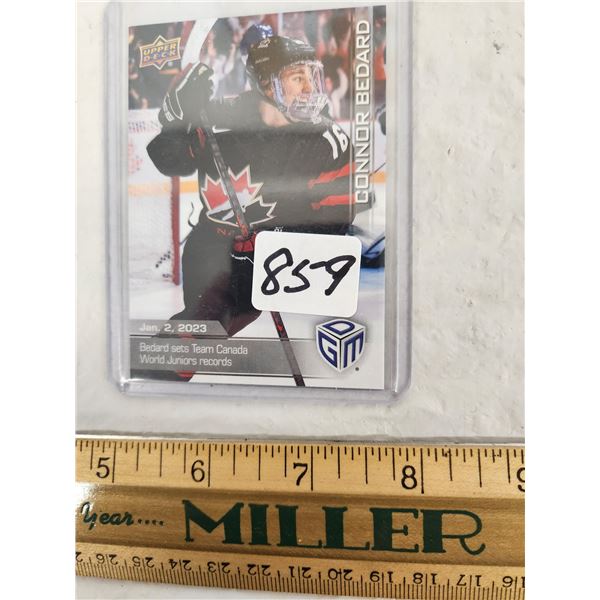 UPPER DECK
CONNOR BEDARD
16
859
Jan. 2, 2023
Bedard sets Team Canada
World Juniors records
DGM
5 6 7 8 9
Year.... MILLER
26 25 24 23 22 21 20 19 18 17 16